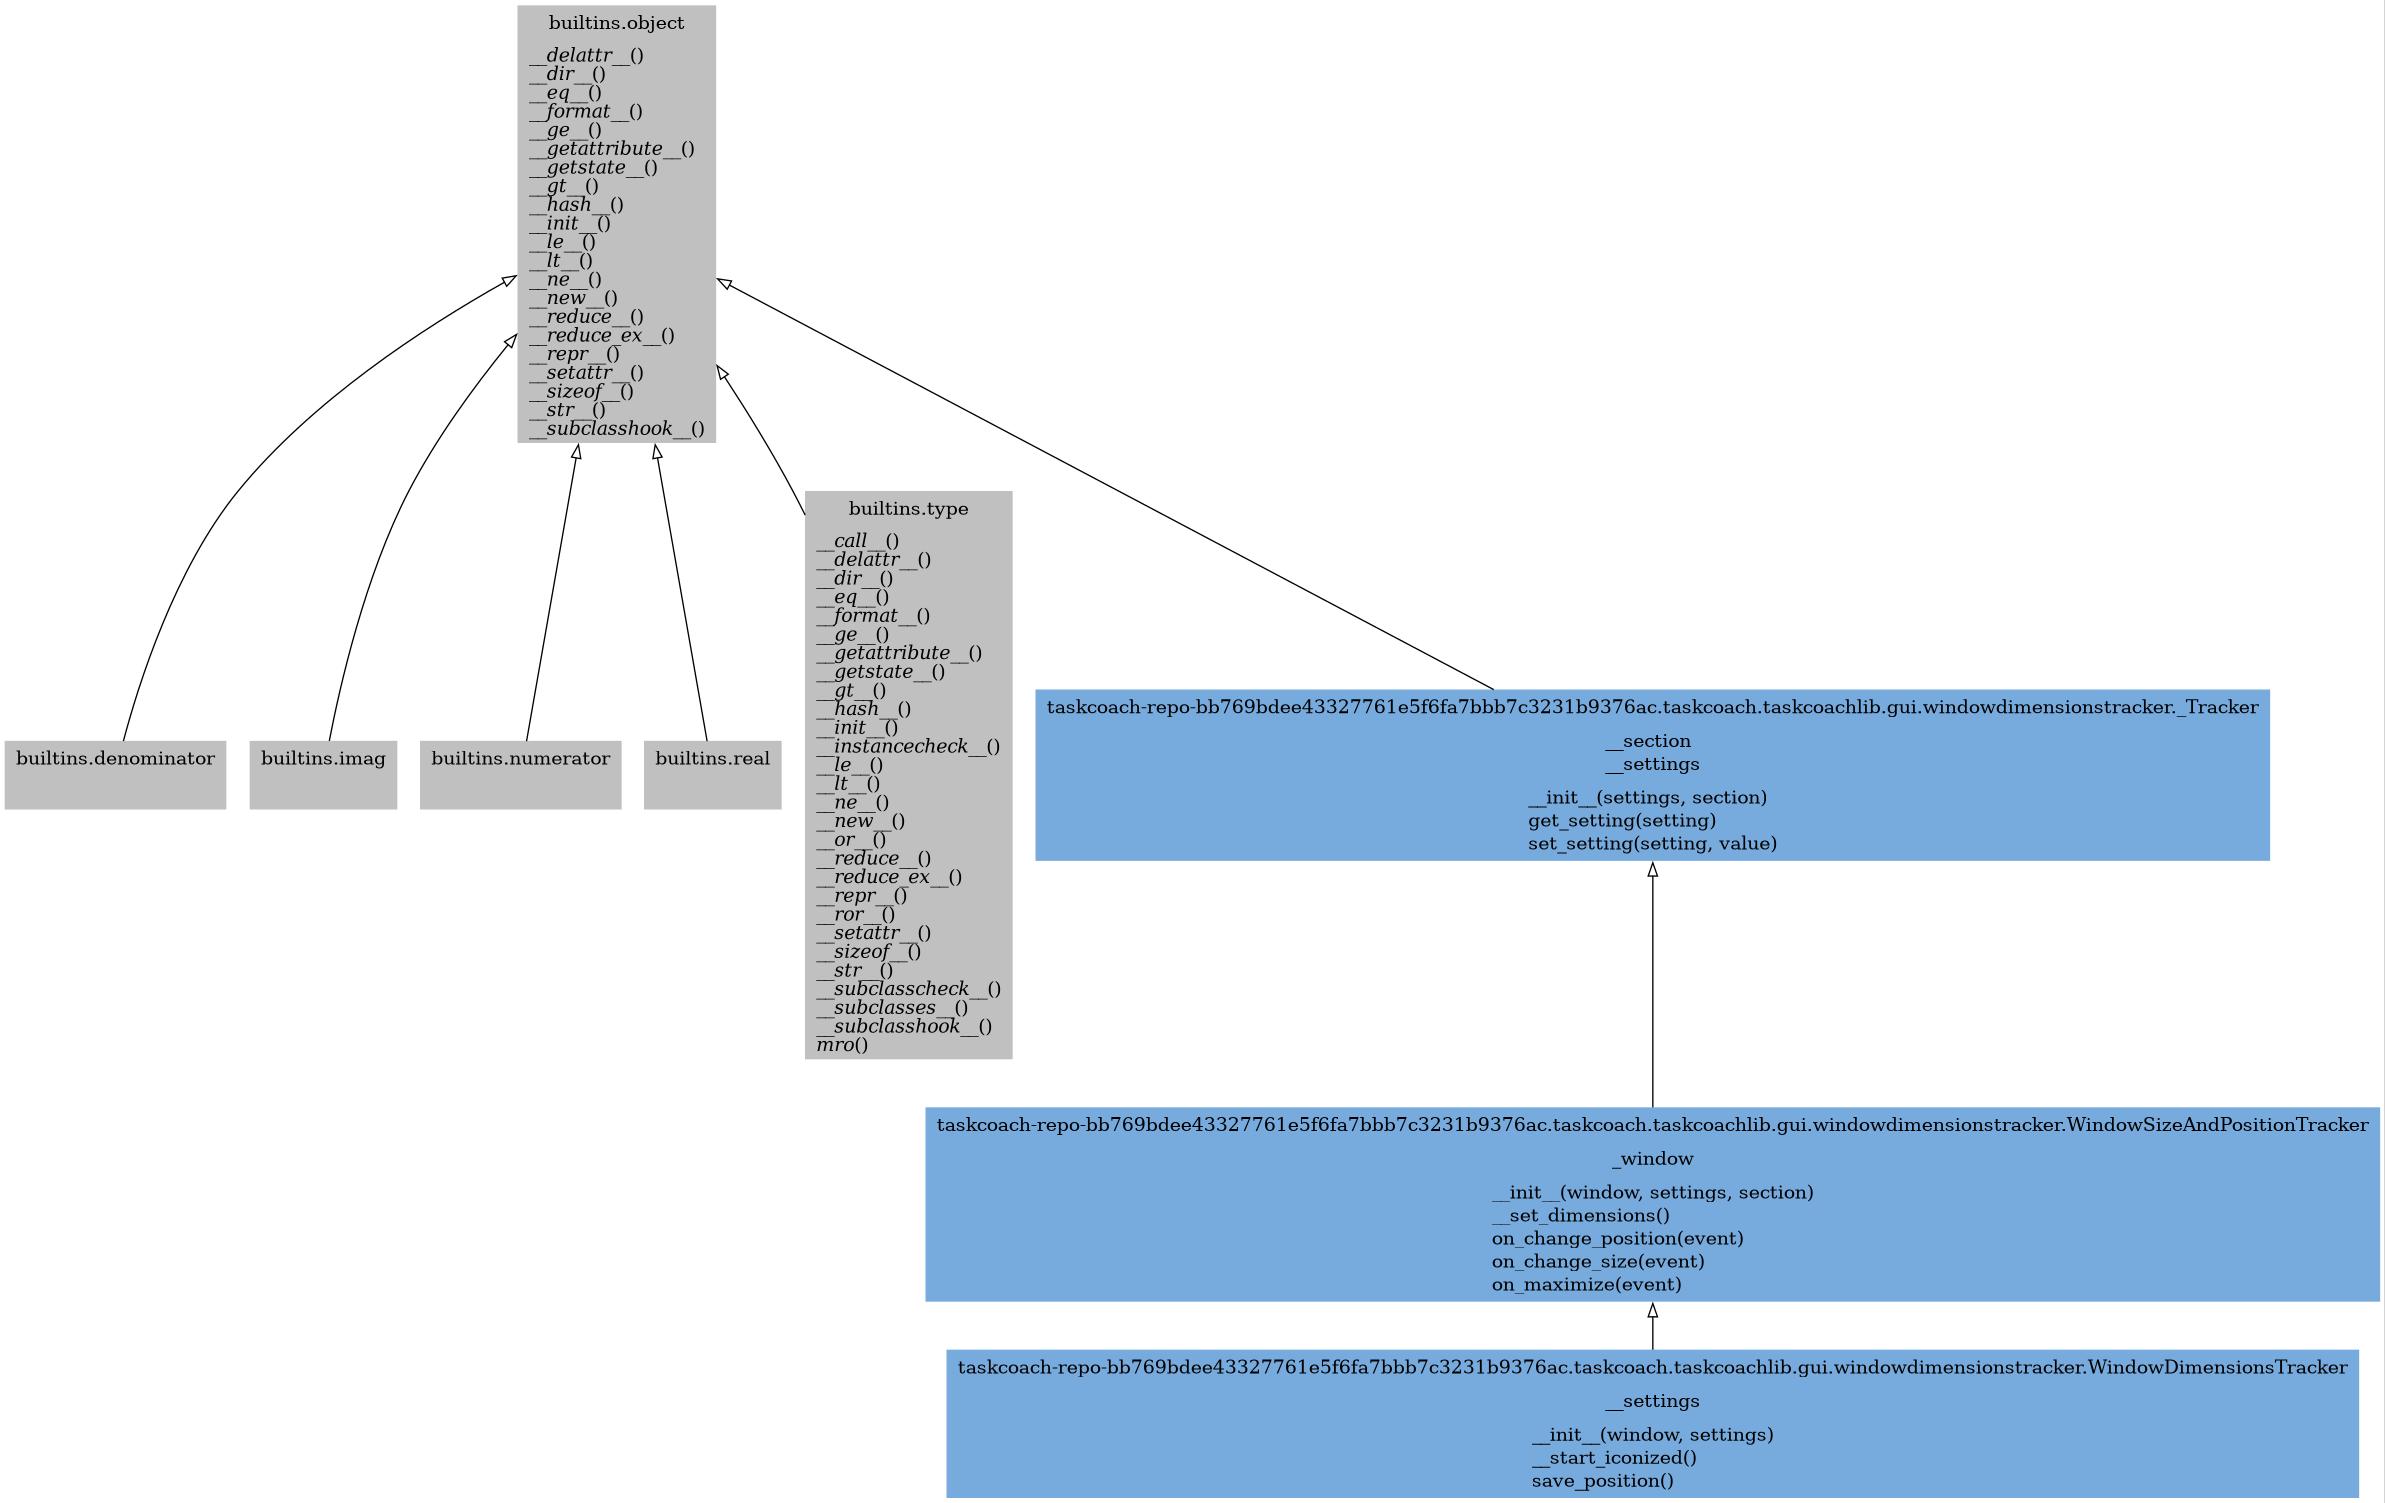 builtins.object
__delattr__()
__dir__()
__eq__()
__format__()
__ge__()
__getattribute__()
__getstate__()
__gt__()
__hash__()
__init__()
__le__()
__lt__()
__ne__()
__new__()
__reduce__()
__reduce_ex__()
__repr__()
__setattr__()
__sizeof__()
__str__()
__subclasshook__()
builtins.denominator
builtins.imag
builtins.numerator
builtins.real
builtins.type
__call__()
__delattr__()
__dir__()
__eq__()
__format__()
__ge__()
__getattribute__()
__getstate__()
__gt__()
__hash__()
__init__()
__instancecheck__()
__le__()
__lt__()
__ne__()
__new__()
__or__()
__reduce__()
__reduce_ex__()
__repr__()
__ror__()
__setattr__()
__sizeof__()
__str__()
__subclasscheck__()
__subclasses__()
__subclasshook__()
mro()
taskcoach-repo-bb769bdee43327761e5f6fa7bbb7c3231b9376ac.taskcoach.taskcoachlib.gui.windowdimensionstracker._Tracker
__section
__settings
__init__(settings, section)
get_setting(setting)
set_setting(setting, value)
taskcoach-repo-bb769bdee43327761e5f6fa7bbb7c3231b9376ac.taskcoach.taskcoachlib.gui.windowdimensionstracker.WindowSizeAndPositionTracker
_window
__init__(window, settings, section)
__set_dimensions()
on_change_position(event)
on_change_size(event)
on_maximize(event)
taskcoach-repo-bb769bdee43327761e5f6fa7bbb7c3231b9376ac.taskcoach.taskcoachlib.gui.windowdimensionstracker.WindowDimensionsTracker
__settings
__init__(window, settings)
__start_iconized()
save_position()